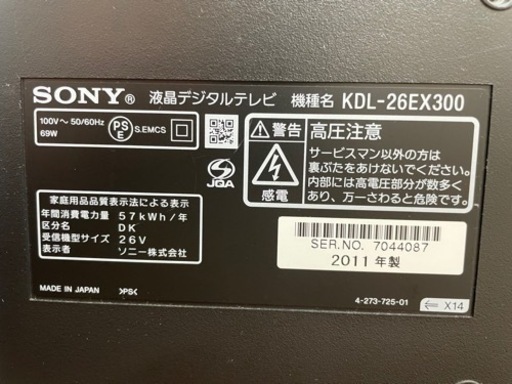 SONY® 液晶デジタルテレビ 機種名 KDL-26EX300
100V～ 50/60Hz
69W
PS
E
S.EMCS
JQA
警告 高圧注意
サービスマン以外の方は
裏ぶたをあけないでください。
内部には高電圧部分が数多く
あり、万一さわると危険です。
感電
家庭用品品質表示法による表示
年間消費電力量 57kWh/年
区分名 DK
受信機型サイズ 26V
表示者 ソニー株式会社
SER.NO. 7044087
2011年製
MADE IN JAPAN >PS<
4-273-725-01
X14